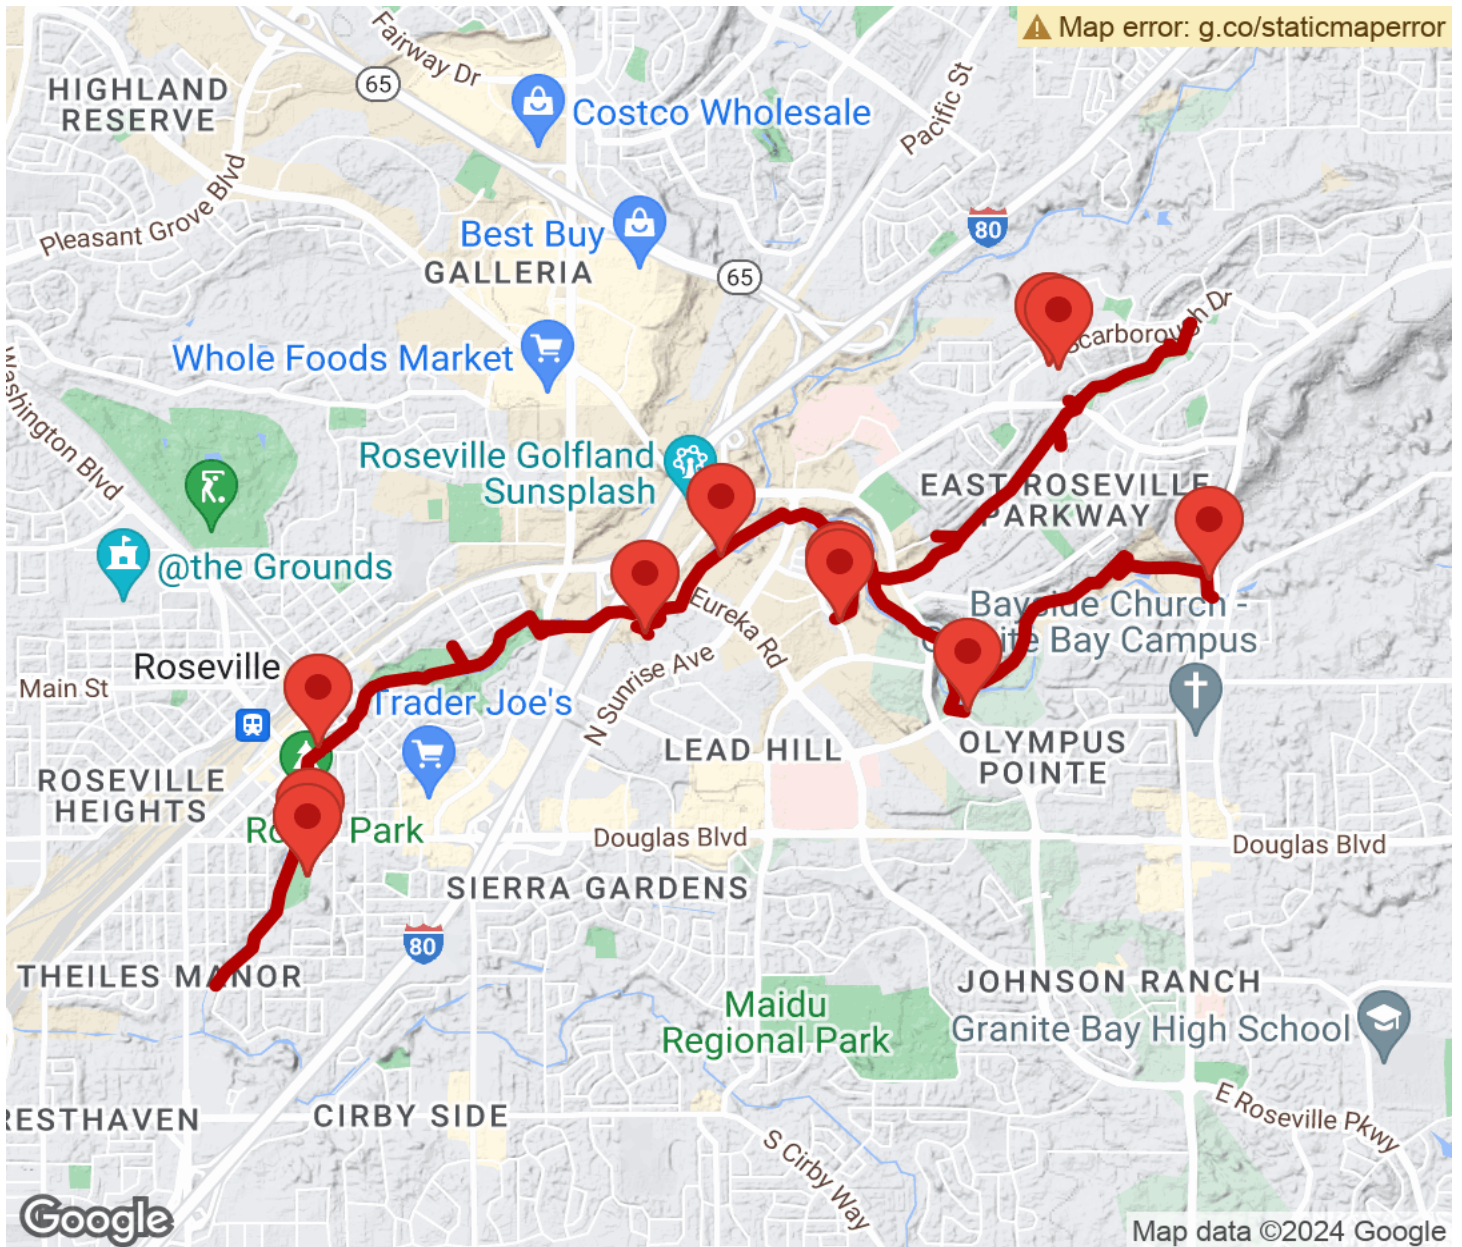 Map error: g.co/staticmaperror
Fairway Dr
65
HIGHLAND
RESERVE
Costco Wholesale
Pacific St
Pleasant Grove Blvd
Best Buy
80
GALLERIA
65
Scarborough Dr
Whole Foods Market
Washington Blvd
Roseville Golfland
Sunsplash
EAST ROSEVILLE
PARKWAY
@the Grounds
Eureka Rd
Bayside Church -
Granite Bay Campus
Roseville
N Sunrise Ave
Main St
Trader Joe's
LEAD HILL
OLYMPUS
POINTE
ROSEVILLE
HEIGHTS
Park
Douglas Blvd
Douglas Blvd
SIERRA GARDENS
80
THEILES MANOR
JOHNSON RANCH
Maidu
Regional Park
Granite Bay High School
RESTHAVEN
CIRBY SIDE
E Roseville Pkwy
S Cirby Way
Google
Map data ©2024 Google